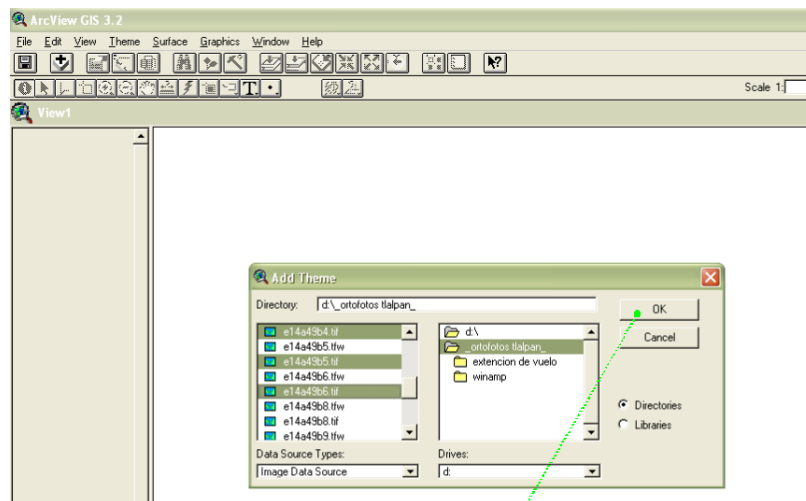 ArcView GIS 3.2
File Edit View Theme Surface Graphics Window Help
Scale 1:
View1
Add Theme
Directory: d:\_ortofotos tlalpan_
OK
Cancel
e14a49b4.tif
e14a49b5.tfw
e14a49b5.tif
e14a49b6.tfw
e14a49b6.tif
e14a49b8.tfw
e14a49b8.tif
e14a49b9.tfw
d:\
_ortofotos tlalpan_
extencion de vuelo
winamp
Directories
Libraries
Data Source Types:
Image Data Source
Drives:
d: